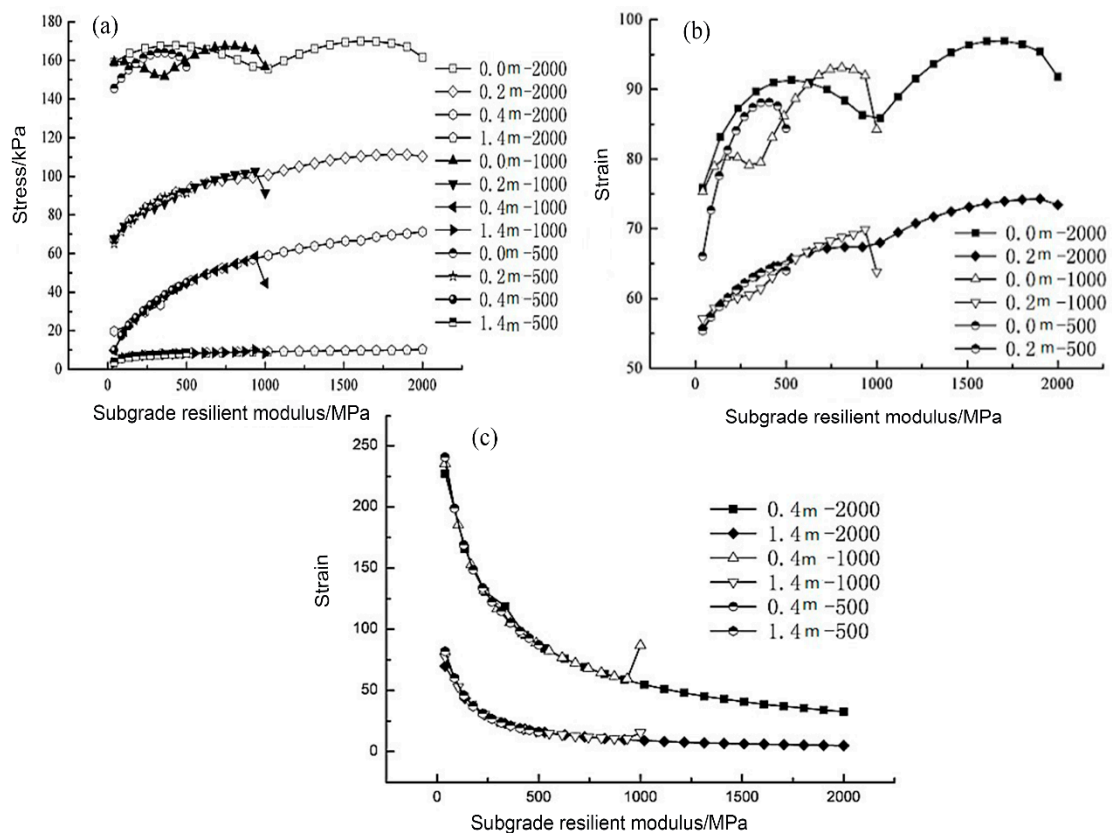 (a)
Stress/kPa
180
160
140
120
100
80
60
40
20
0
0
500
1000
1500
2000
Subgrade resilient modulus/MPa
0.0m-2000
0.2m-2000
0.4m-2000
1.4m-2000
0.0m-1000
0.2m-1000
0.4m-1000
1.4m-1000
0.0m-500
0.2m-500
0.4m-500
1.4m-500
(b)
Strain
100
90
80
70
60
50
0
500
1000
1500
2000
Subgrade resilient modulus/MPa
0.0m-2000
0.2m-2000
0.0m-1000
0.2m-1000
0.0m-500
0.2m-500
(c)
Strain
250
200
150
100
50
0
0
500
1000
1500
2000
Subgrade resilient modulus/MPa
0.4m-2000
1.4m-2000
0.4m-1000
1.4m-1000
0.4m-500
1.4m-500